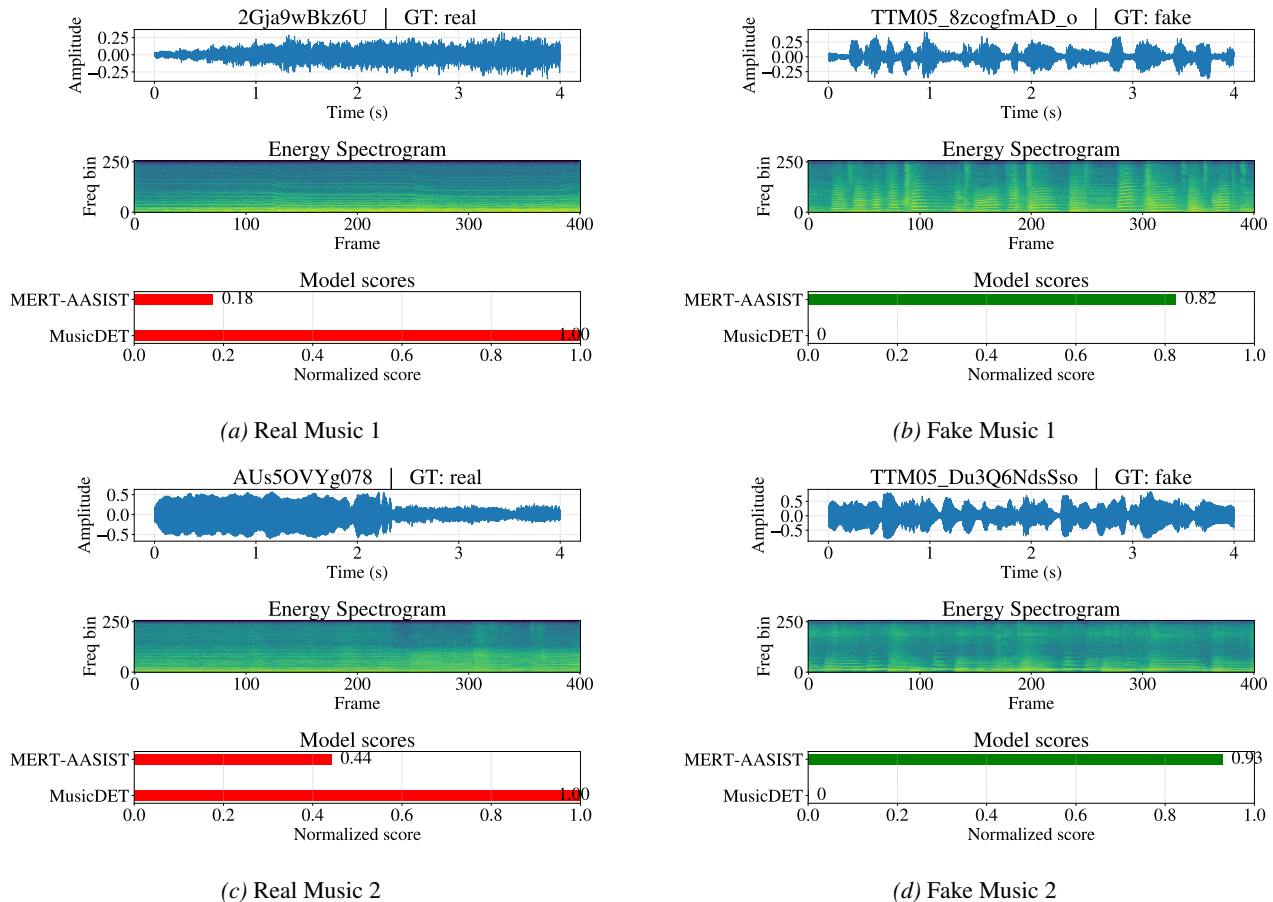 2Gja9wBkz6U | GT: real
Amplitude
0.25
0.00
−0.25
0 1 2 3 4
Time (s)
Energy Spectrogram
Freq bin
250
0
0 100 200 300 400
Frame
Model scores
MERT-AASIST 0.18
MusicDET 1.00
0.0 0.2 0.4 0.6 0.8 1.0
Normalized score
(a) Real Music 1
TTM05_8zcogfmAD_o | GT: fake
Amplitude
0.25
0.00
−0.25
0 1 2 3 4
Time (s)
Energy Spectrogram
Freq bin
250
0
0 100 200 300 400
Frame
Model scores
MERT-AASIST 0.82
MusicDET 0
0.0 0.2 0.4 0.6 0.8 1.0
Normalized score
(b) Fake Music 1
AUs5OVYg078 | GT: real
Amplitude
0.5
0.0
−0.5
0 1 2 3 4
Time (s)
Energy Spectrogram
Freq bin
250
0
0 100 200 300 400
Frame
Model scores
MERT-AASIST 0.44
MusicDET 1.00
0.0 0.2 0.4 0.6 0.8 1.0
Normalized score
(c) Real Music 2
TTM05_Du3Q6NdsSso | GT: fake
Amplitude
0.5
0.0
−0.5
0 1 2 3 4
Time (s)
Energy Spectrogram
Freq bin
250
0
0 100 200 300 400
Frame
Model scores
MERT-AASIST 0.93
MusicDET 0
0.0 0.2 0.4 0.6 0.8 1.0
Normalized score
(d) Fake Music 2